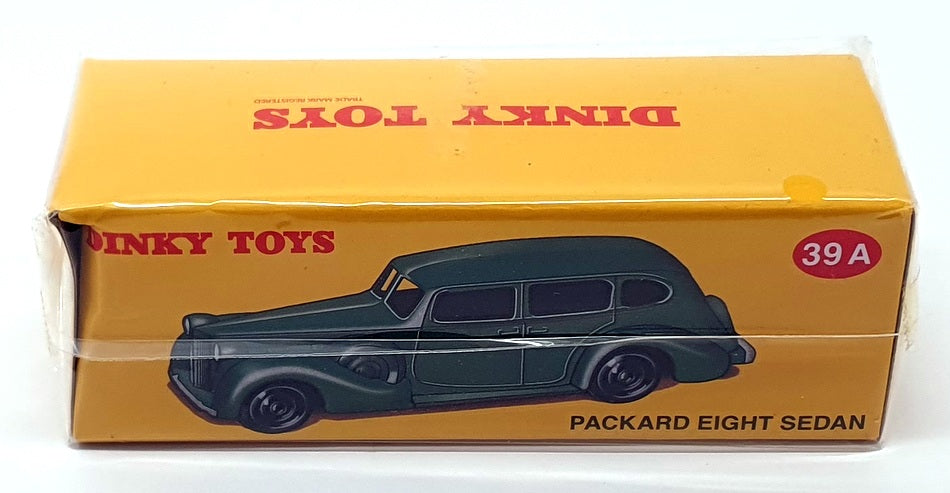 DINKY TOYS
TRADE MARK REGISTERED
DINKY TOYS
39 A
PACKARD EIGHT SEDAN